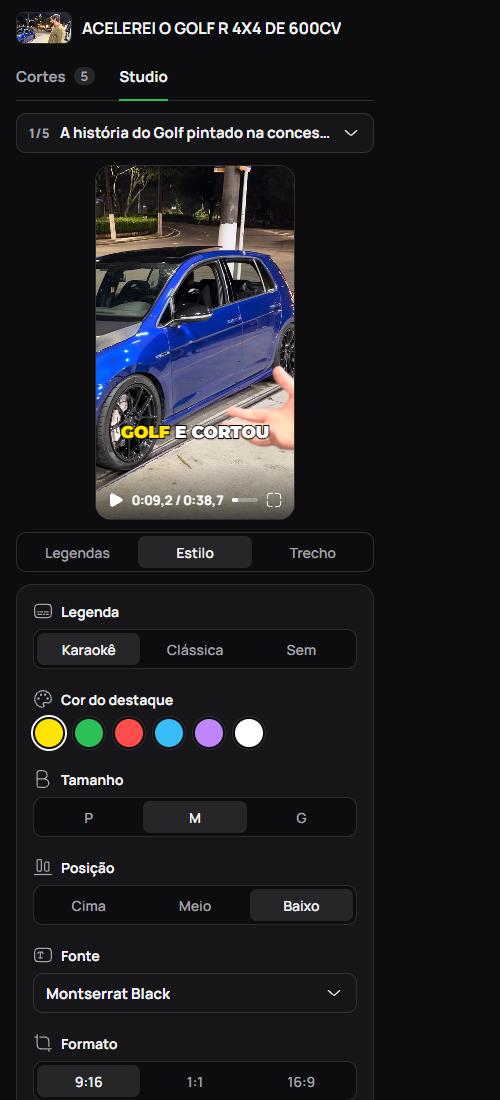 ACELEREI O GOLF R 4X4 DE 600CV
Cortes 5 Studio
1/5 A história do Golf pintado na conces...
GOLF E CORTOU
0:09,2 / 0:38,7
Legendas Estilo Trecho
Legenda
Karaokê Clássica Sem
Cor do destaque
Tamanho
P M G
Posição
Cima Meio Baixo
Fonte
Montserrat Black
Formato
9:16 1:1 16:9